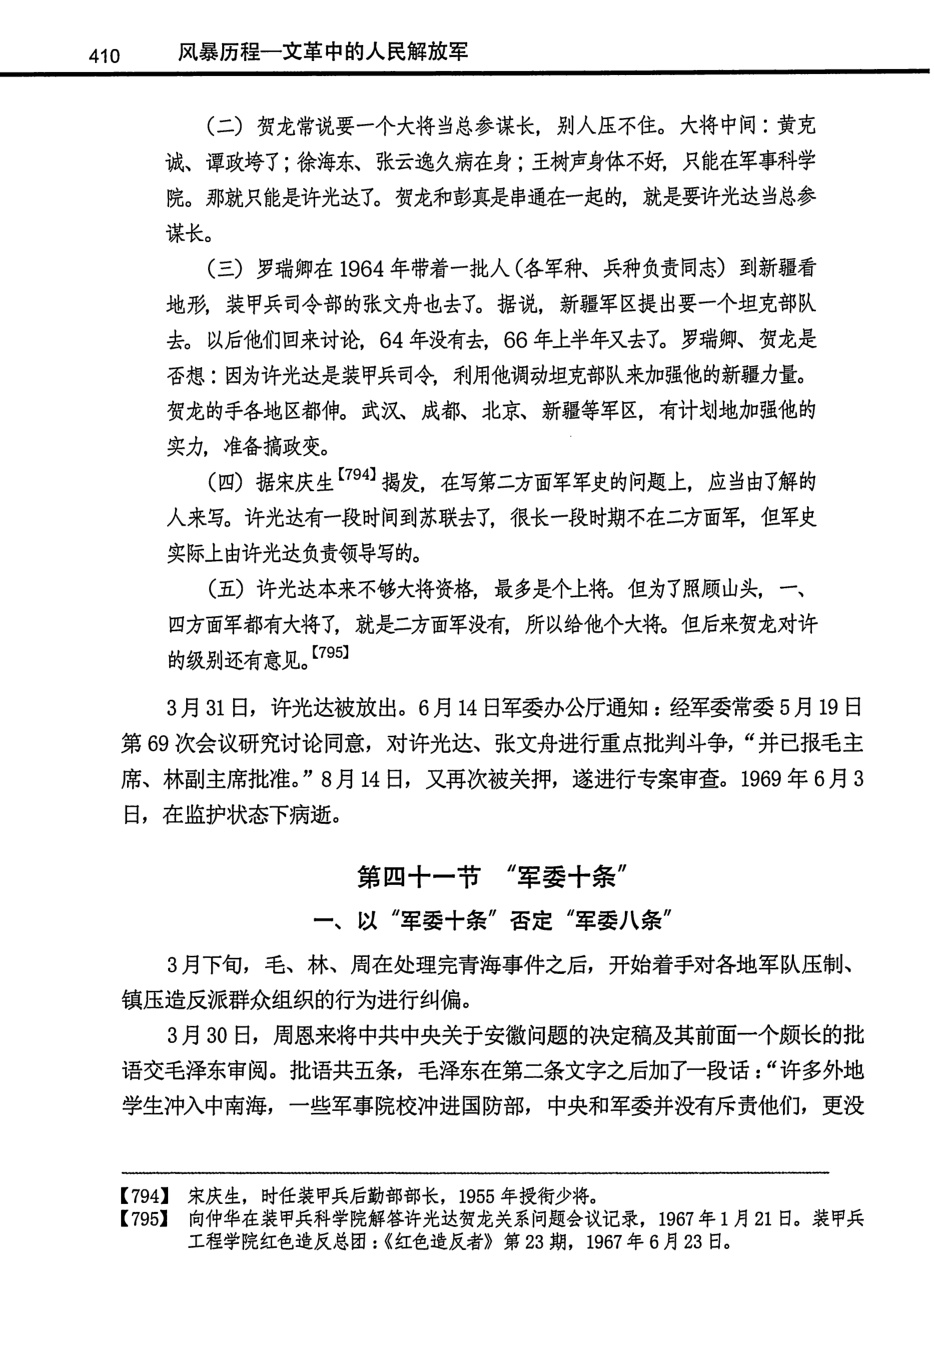 410 风暴历程—文革中的人民解放军
（二） 贺龙常说要一个大将当总参谋长，别人压不住。大将中间：黄克
诚、谭政垮了；徐海东、张云逸久病在身；王树声身体不好，只能在军事科学
院。那就只能是许光达了。贺龙和彭真是串通在一起的，就是要许光达当总参
谋长。
（三） 罗瑞卿在 1964 年带着一批人（各军种、兵种负责同志） 到新疆看
地形，装甲兵司令部的张文舟也去了。据说，新疆军区提出要一个坦克部队
去。以后他们回来讨论，64 年没有去，66 年上半年又去了。罗瑞卿、贺龙是
否想：因为许光达是装甲兵司令，利用他调动坦克部队来加强他的新疆力量。
贺龙的手各地区都伸。武汉、成都、北京、新疆等军区，有计划地加强他的
实力，准备搞政变。
（四） 据宋庆生【794】揭发，在写第二方面军军史的问题上，应当由了解的
人来写。许光达有一段时间到苏联去了，很长一段时期不在二方面军，但军史
实际上由许光达负责领导写的。
（五） 许光达本来不够大将资格，最多是个上将。但为了照顾山头，一、
四方面军都有大将了，就是二方面军没有，所以给他个大将。但后来贺龙对许
的级别还有意见。【795】
3 月 31 日，许光达被放出。6 月 14 日军委办公厅通知：经军委常委 5 月 19 日
第 69 次会议研究讨论同意，对许光达、张文舟进行重点批判斗争，“并已报毛主
席、林副主席批准。”8 月 14 日，又再次被关押，遂进行专案审查。1969 年 6 月 3
日，在监护状态下病逝。
第四十一节 “军委十条”
一、以“军委十条”否定“军委八条”
3 月下旬，毛、林、周在处理完青海事件之后，开始着手对各地军队压制、
镇压造反派群众组织的行为进行纠偏。
3 月 30 日，周恩来将中共中央关于安徽问题的决定稿及其前面一个颇长的批
语交毛泽东审阅。批语共五条，毛泽东在第二条文字之后加了一段话：“许多外地
学生冲入中南海，一些军事院校冲进国防部，中央和军委并没有斥责他们，更没
【794】 宋庆生，时任装甲兵后勤部部长，1955 年授衔少将。
【795】 向仲华在装甲兵科学院解答许光达贺龙关系问题会议记录，1967 年 1 月 21 日。装甲兵
工程学院红色造反总团：《红色造反者》第 23 期，1967 年 6 月 23 日。